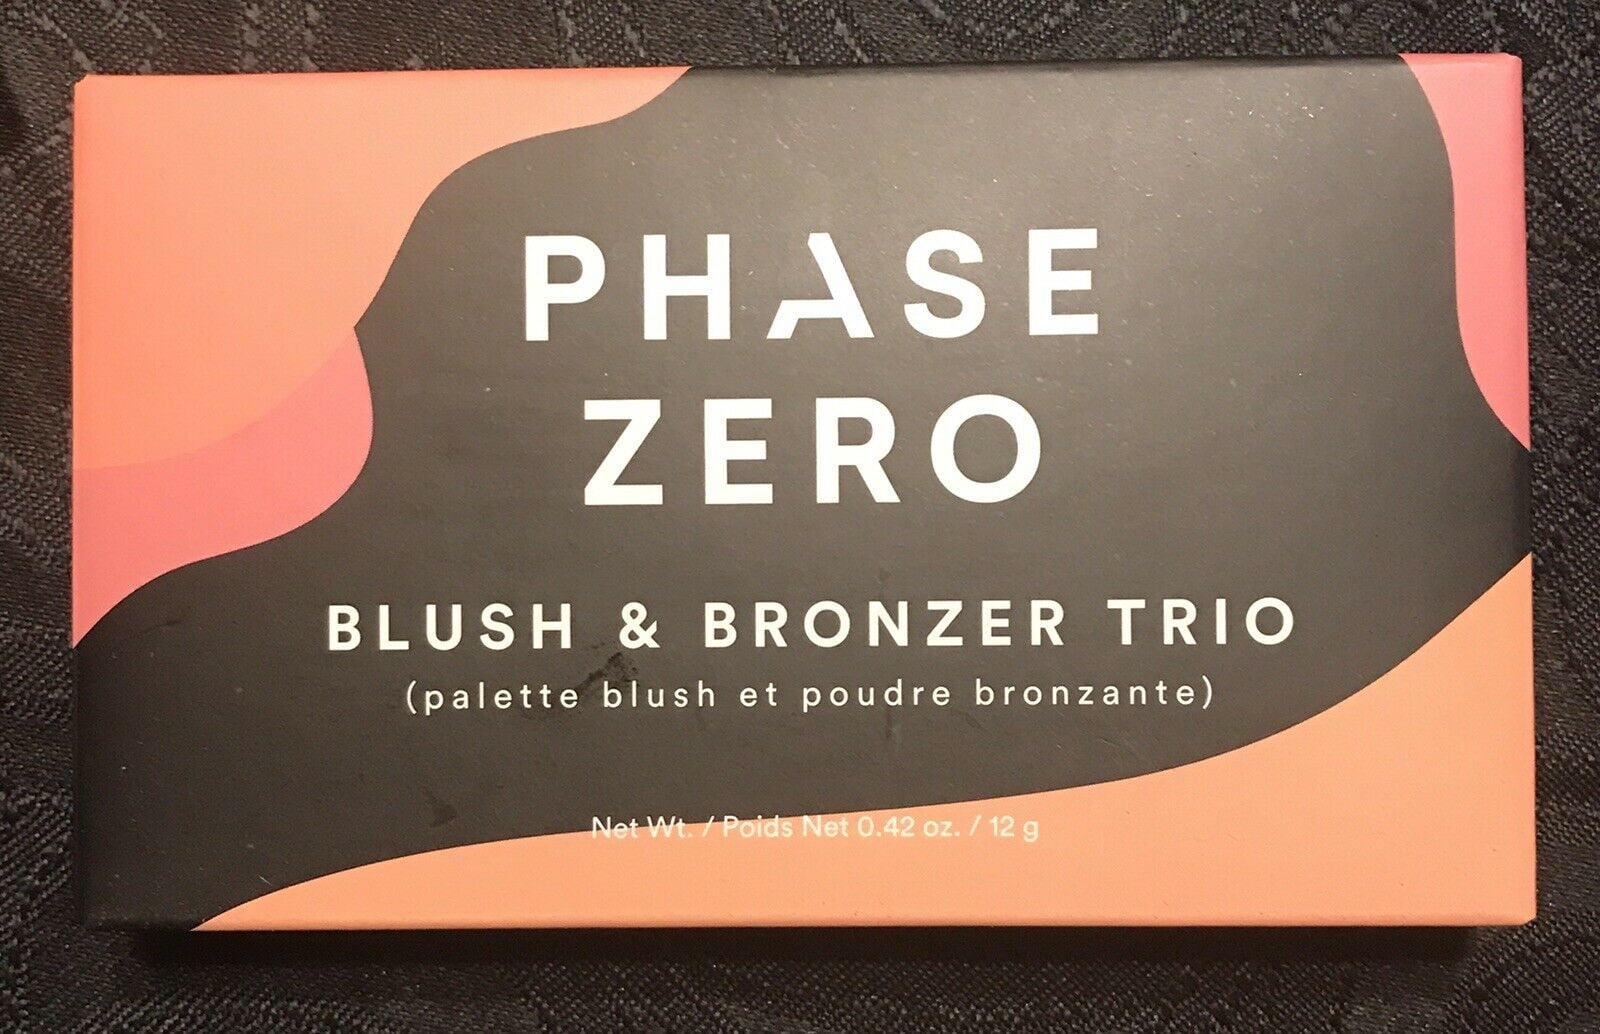 PHASE
ZERO
BLUSH & BRONZER TRIO
(palette blush et poudre bronzante)
Net Wt. / Poids Net 0.42 oz. / 12 g